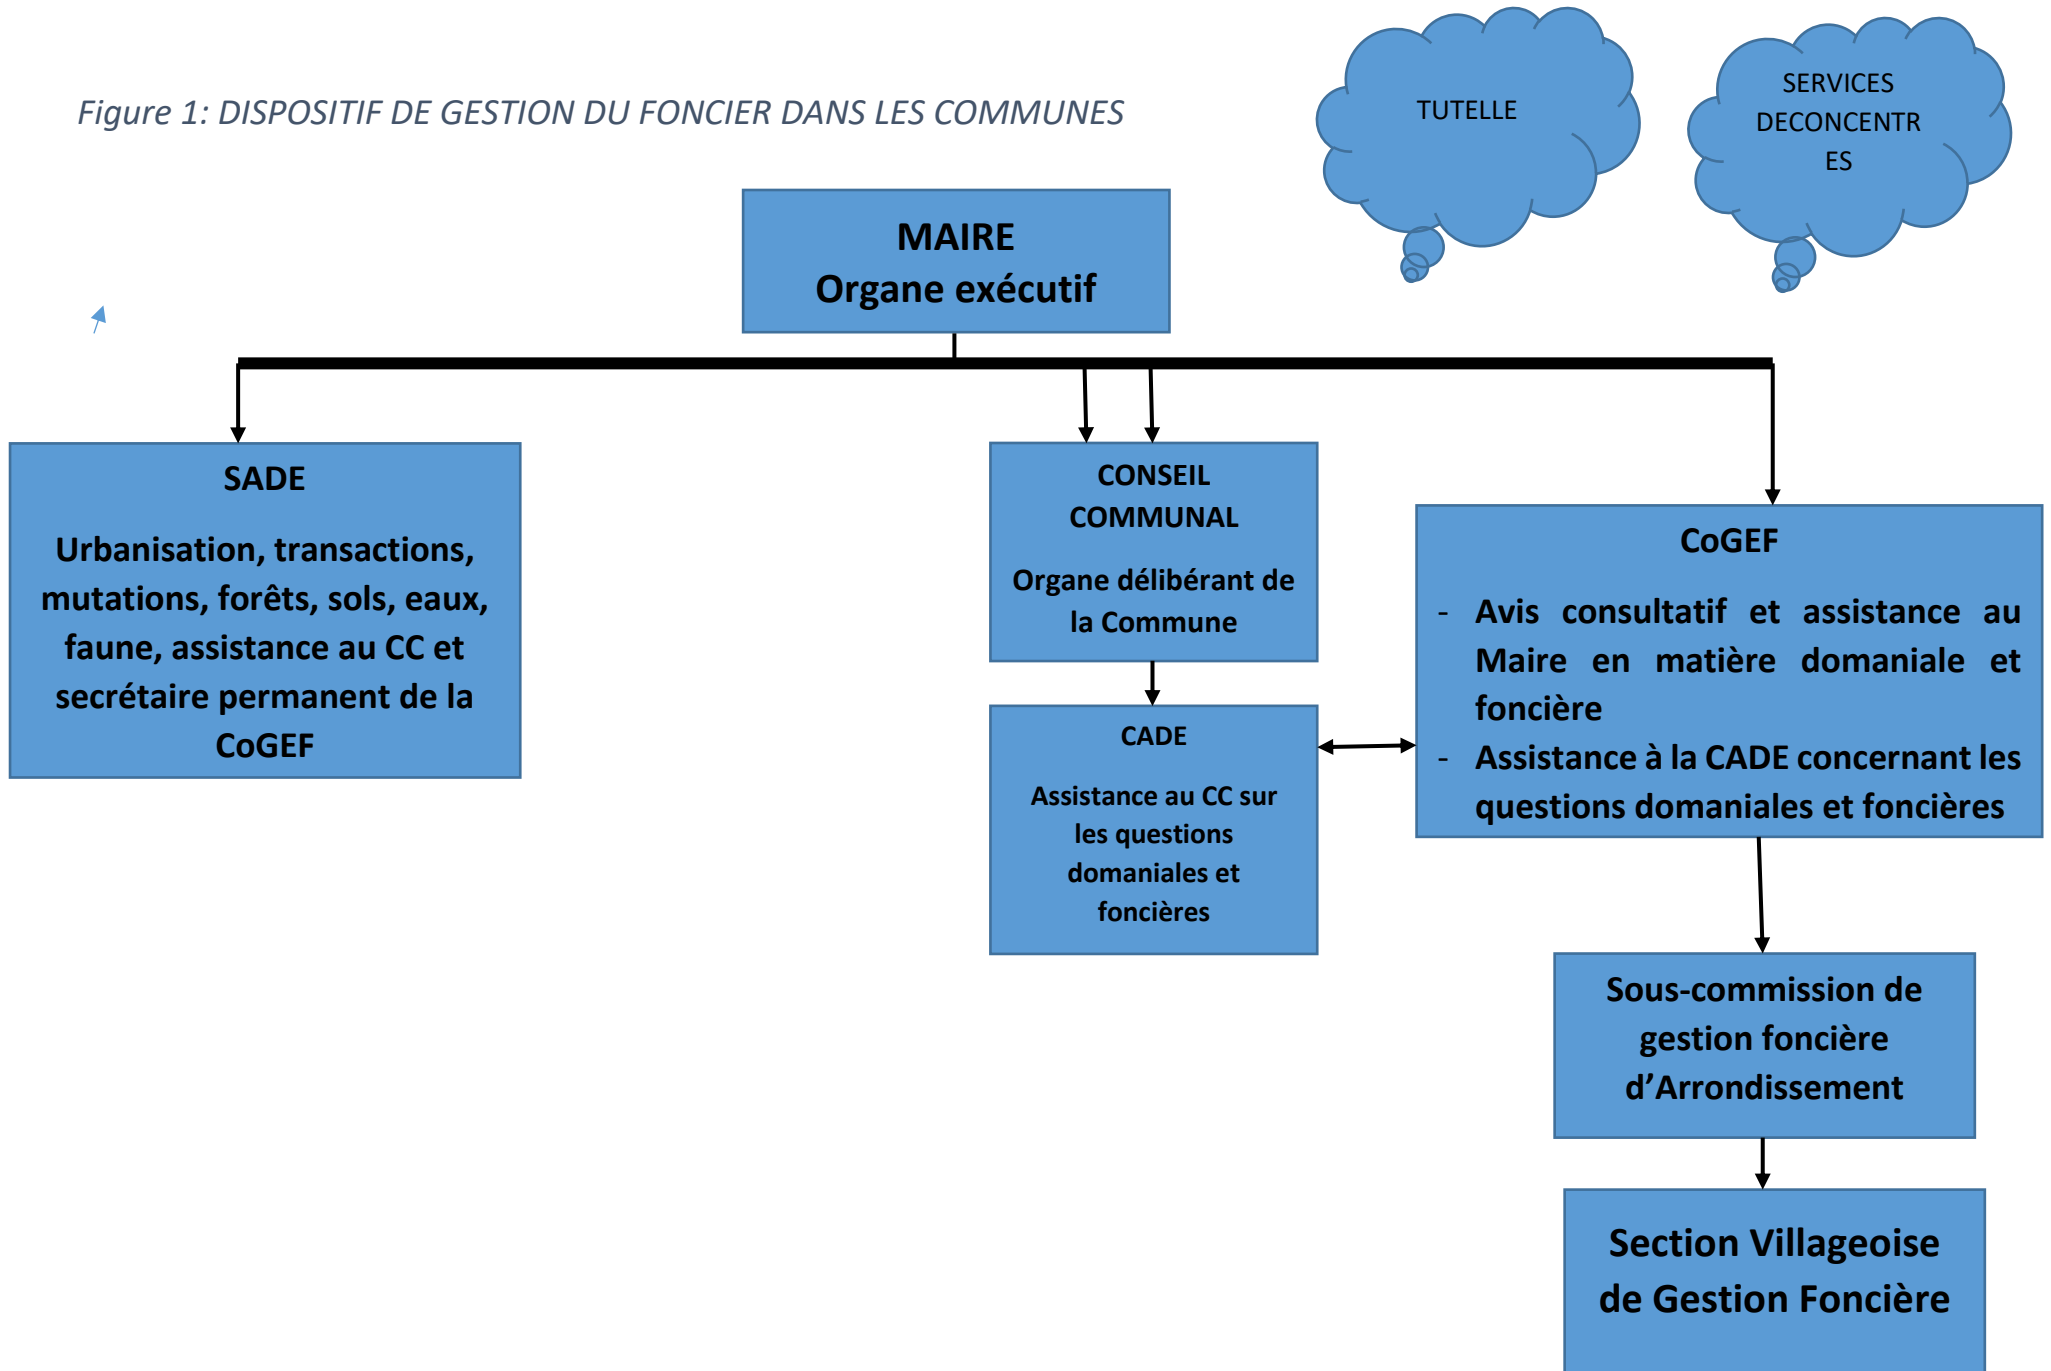 Figure 1: DISPOSITIF DE GESTION DU FONCIER DANS LES COMMUNES
TUTELLE
SERVICES
DECONCENTR
ES
MAIRE
Organe exécutif
SADE
Urbanisation, transactions,
mutations, forêts, sols, eaux,
faune, assistance au CC et
secrétaire permanent de la
CoGEF
CONSEIL
COMMUNAL
Organe délibérant de
la Commune
CADE
Assistance au CC sur
les questions
domaniales et
foncières
CoGEF
- Avis consultatif et assistance au
Maire en matière domaniale et
foncière
- Assistance à la CADE concernant les
questions domaniales et foncières
Sous-commission de
gestion foncière
d’Arrondissement
Section Villageoise
de Gestion Foncière